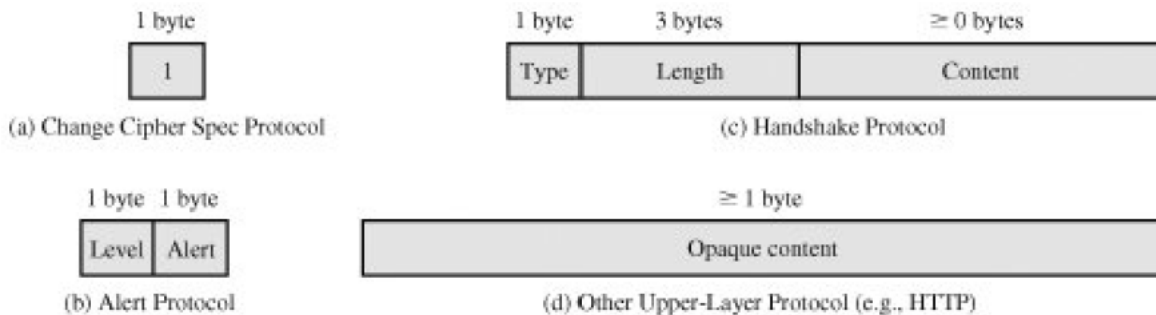 1 byte
1
(a) Change Cipher Spec Protocol
1 byte 3 bytes ≥ 0 bytes
Type Length Content
(c) Handshake Protocol
1 byte 1 byte
Level Alert
(b) Alert Protocol
≥ 1 byte
Opaque content
(d) Other Upper-Layer Protocol (e.g., HTTP)